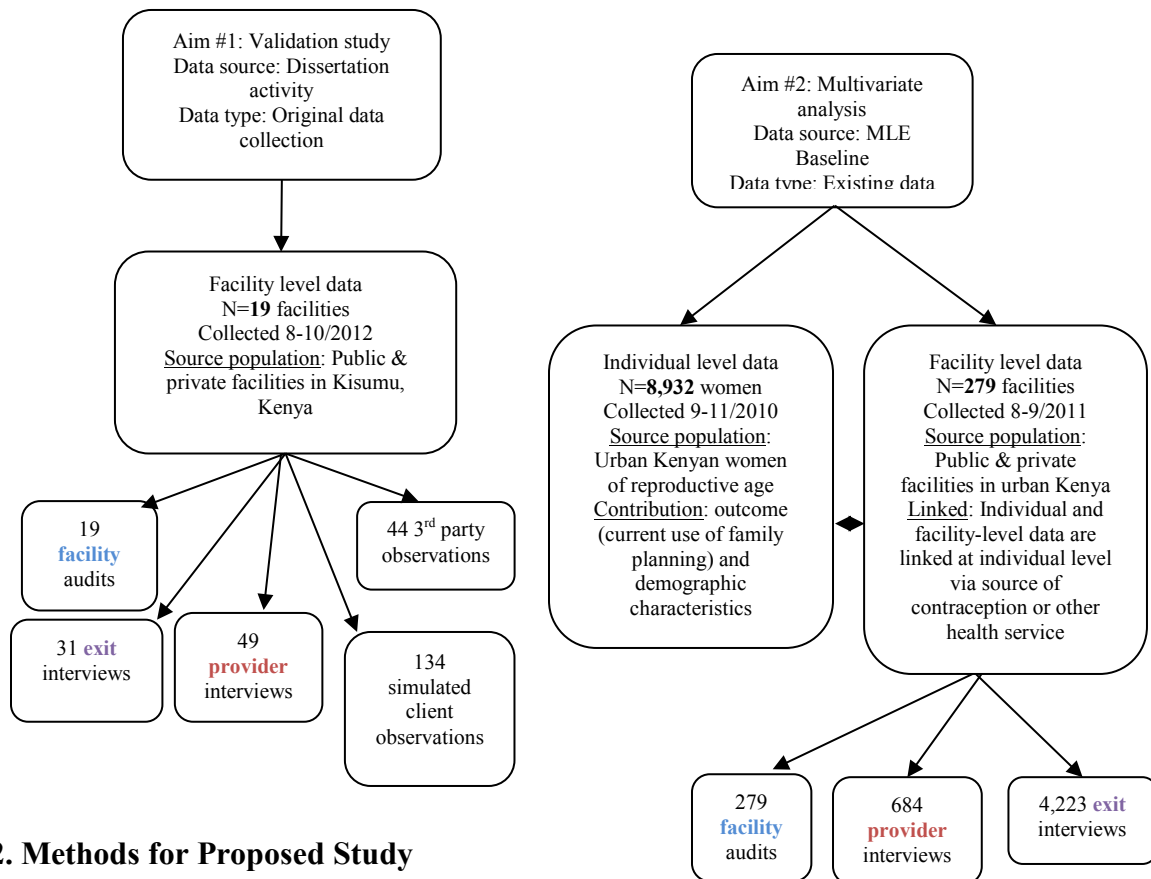 Aim #1: Validation study
Data source: Dissertation
activity
Data type: Original data
collection
Facility level data
N=19 facilities
Collected 8-10/2012
Source population: Public &
private facilities in Kisumu,
Kenya
19
facility
audits
44 3rd party
observations
31 exit
interviews
49
provider
interviews
134
simulated
client
observations
Aim #2: Multivariate
analysis
Data source: MLE
Baseline
Data type: Existing data
Individual level data
N=8,932 women
Collected 9-11/2010
Source population:
Urban Kenyan women
of reproductive age
Contribution: outcome
(current use of family
planning) and
demographic
characteristics
Facility level data
N=279 facilities
Collected 8-9/2011
Source population:
Public & private
facilities in urban Kenya
Linked: Individual and
facility-level data are
linked at individual level
via source of
contraception or other
health service
279
facility
audits
684
provider
interviews
4,223 exit
interviews
2. Methods for Proposed Study